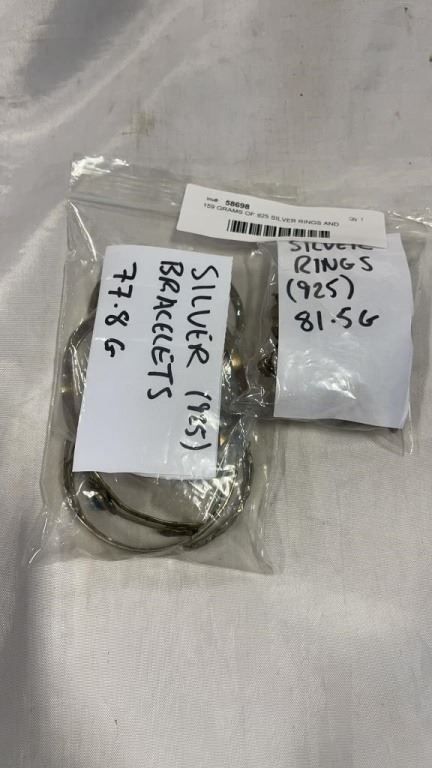 58698
159 GRAMS OF 925 SILVER RINGS AND
SILVER
RINGS
(925)
81.5G
SILVER (925)
BRACELETS
77.8G